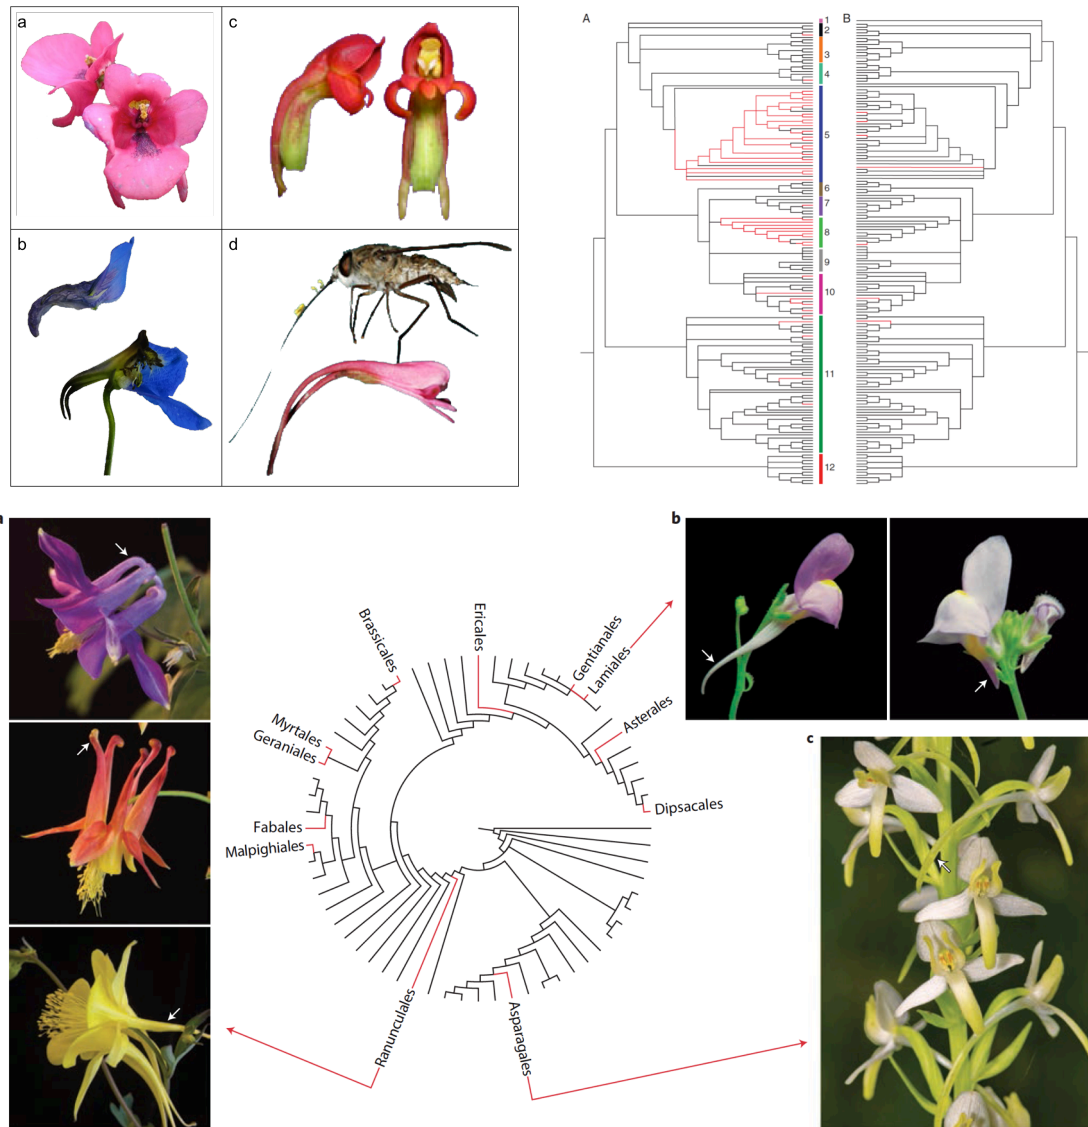 a
c
b
d
A
B
1
2
3
4
5
6
7
8
9
10
11
12
a
b
c
Brassicales
Ericales
Gentianales
Lamiales
Myrtales
Geraniales
Asterales
Fabales
Malpighiales
Dipsacales
Ranunculales
Asparagales